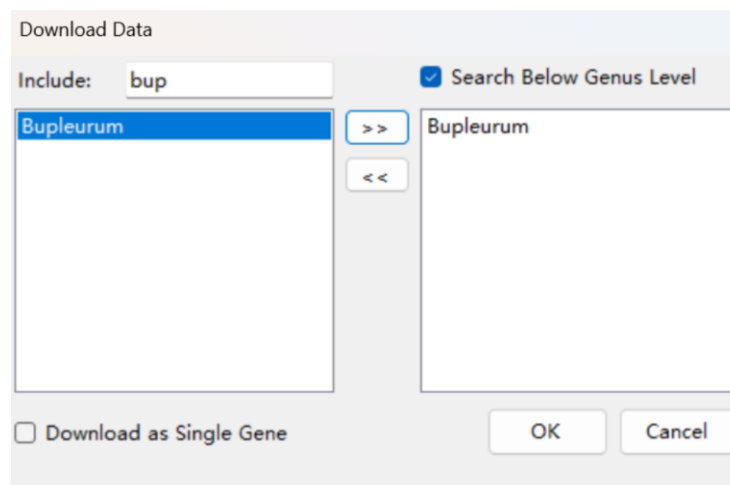 Download Data
Include: bup
Search Below Genus Level
Bupleurum
>>
<<
Bupleurum
Download as Single Gene
OK
Cancel